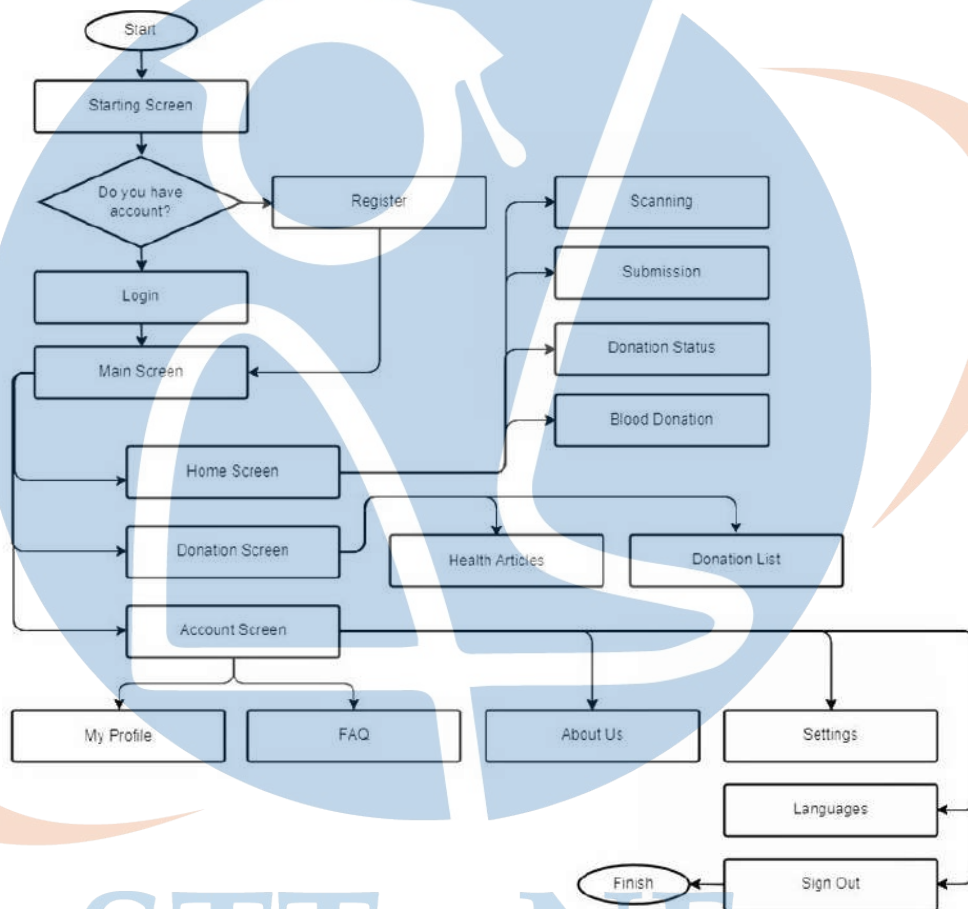 Start
Starting Screen
Do you have
account?
Register
Scanning
Submission
Login
Donation Status
Main Screen
Blood Donation
Home Screen
Donation Screen
Health Articles
Donation List
Account Screen
My Profile
FAQ
About Us
Settings
Languages
Finish
Sign Out